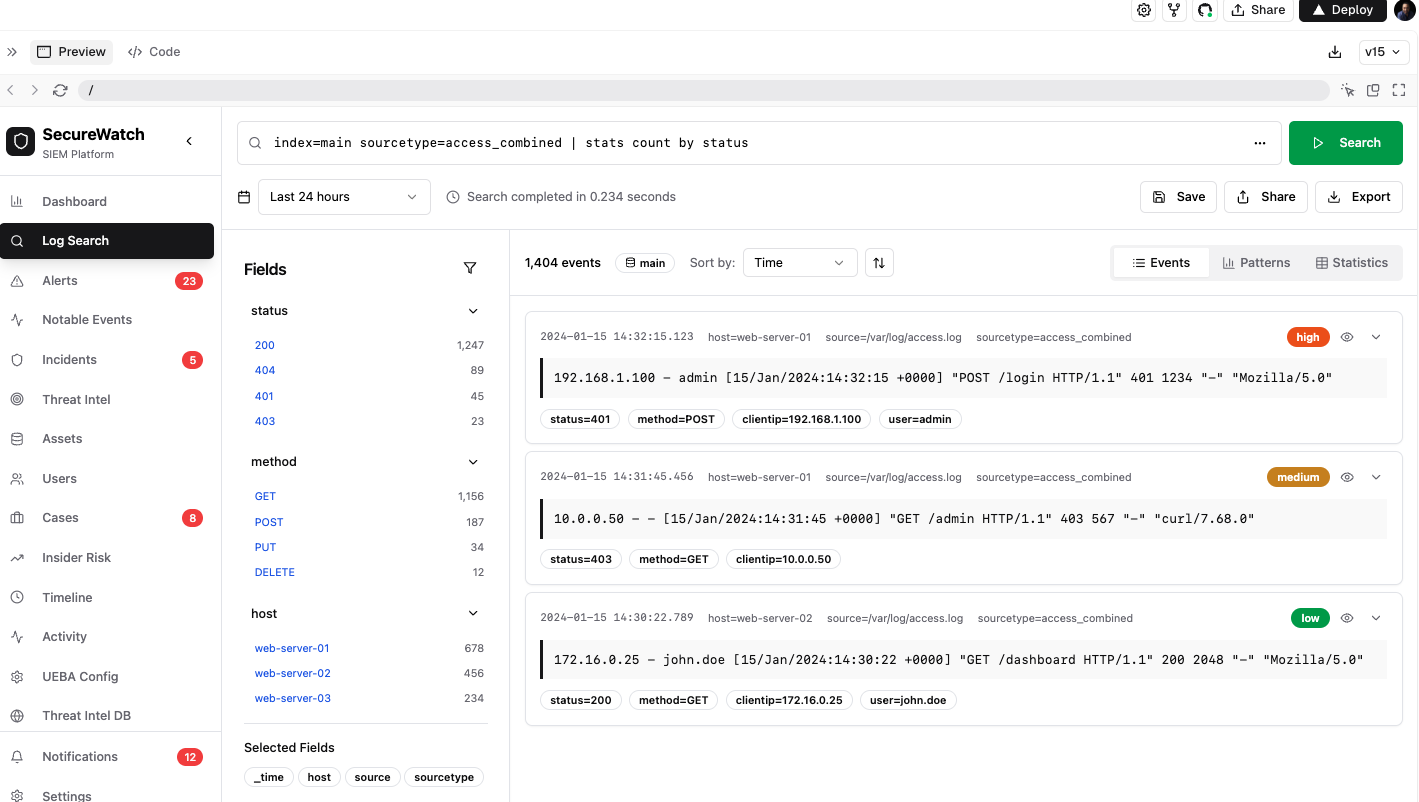 Share
Deploy
Preview
Code
v15
/
SecureWatch
SIEM Platform
index=main sourcetype=access_combined | stats count by status
...
Search
Last 24 hours
Search completed in 0.234 seconds
Save
Share
Export
Dashboard
Log Search
Alerts 23
Notable Events
Incidents 5
Threat Intel
Assets
Users
Cases 8
Insider Risk
Timeline
Activity
UEBA Config
Threat Intel DB
Notifications 12
Settings
Fields
status
200 1,247
404 89
401 45
403 23
method
GET 1,156
POST 187
PUT 34
DELETE 12
host
web-server-01 678
web-server-02 456
web-server-03 234
Selected Fields
_time host source sourcetype
1,404 events main Sort by: Time Events Patterns Statistics
2024-01-15 14:32:15.123 host=web-server-01 source=/var/log/access.log sourcetype=access_combined high
192.168.1.100 - admin [15/Jan/2024:14:32:15 +0000] "POST /login HTTP/1.1" 401 1234 "-" "Mozilla/5.0"
status=401 method=POST clientip=192.168.1.100 user=admin
2024-01-15 14:31:45.456 host=web-server-01 source=/var/log/access.log sourcetype=access_combined medium
10.0.0.50 - - [15/Jan/2024:14:31:45 +0000] "GET /admin HTTP/1.1" 403 567 "-" "curl/7.68.0"
status=403 method=GET clientip=10.0.0.50
2024-01-15 14:30:22.789 host=web-server-02 source=/var/log/access.log sourcetype=access_combined low
172.16.0.25 - john.doe [15/Jan/2024:14:30:22 +0000] "GET /dashboard HTTP/1.1" 200 2048 "-" "Mozilla/5.0"
status=200 method=GET clientip=172.16.0.25 user=john.doe